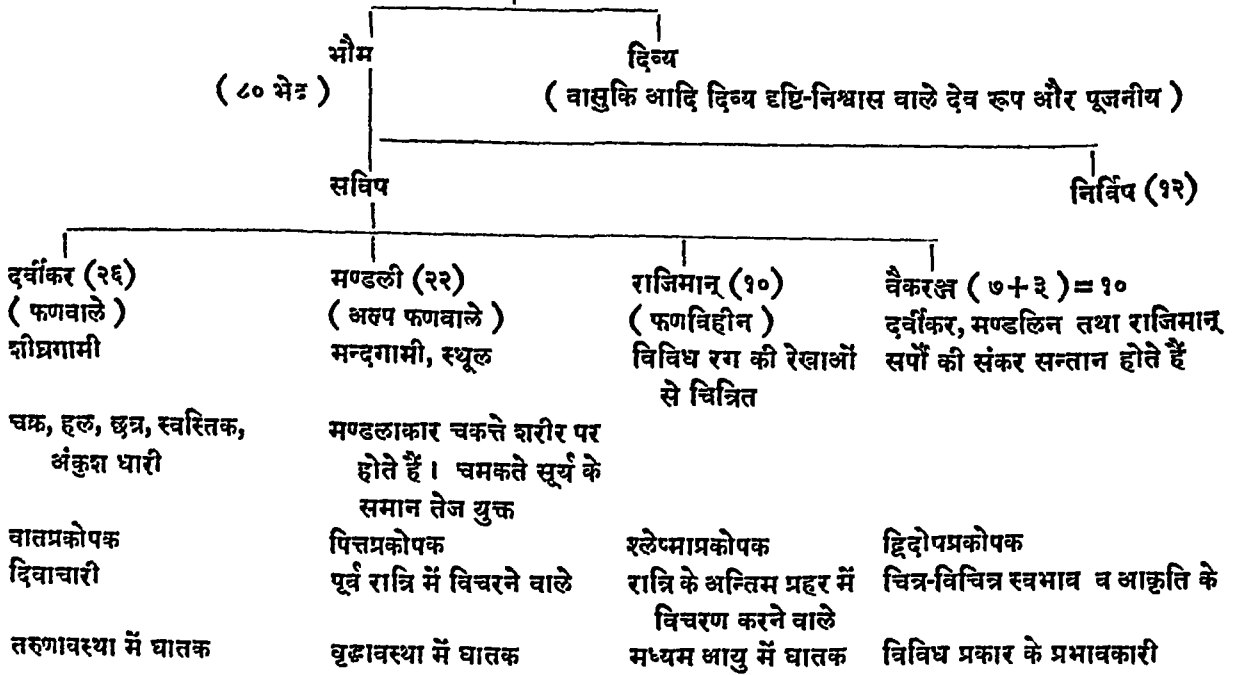 भौम
दिव्य
( ८० भेद )
( वासुकि आदि दिव्य दृष्टि-निश्वास वाले देव रूप और पूजनीय )
सविष
निर्विष (१२)
दर्वीकर (२६)
( फणवाले )
शीघ्रगामी
चक्र, हल, छत्र, स्वस्तिक,
अंकुश धारी
वातप्रकोपक
दिवाचारी
तरुणावस्था में घातक
मण्डली (२२)
( अल्प फणवाले )
मन्दगामी, स्थूल
मण्डलाकार चकत्ते शरीर पर
होते हैं । चमकते सूर्य के
समान तेज युक्त
पित्तप्रकोपक
पूर्व रात्रि में विचरने वाले
वृद्धावस्था में घातक
राजिमान् (१०)
( फणविहीन )
विविध रग की रेखाओं
से चित्रित
श्लेष्माप्रकोपक
रात्रि के अन्तिम प्रहर में
विचरण करने वाले
मध्यम आयु में घातक
वैकरञ्ज ( ७+३ )= १०
दर्वीकर, मण्डलिन तथा राजिमान्
सर्पों की संकर सन्तान होते हैं
द्विदोषप्रकोपक
चित्र-विचित्र स्वभाव व आकृति के
विविध प्रकार के प्रभावकारी